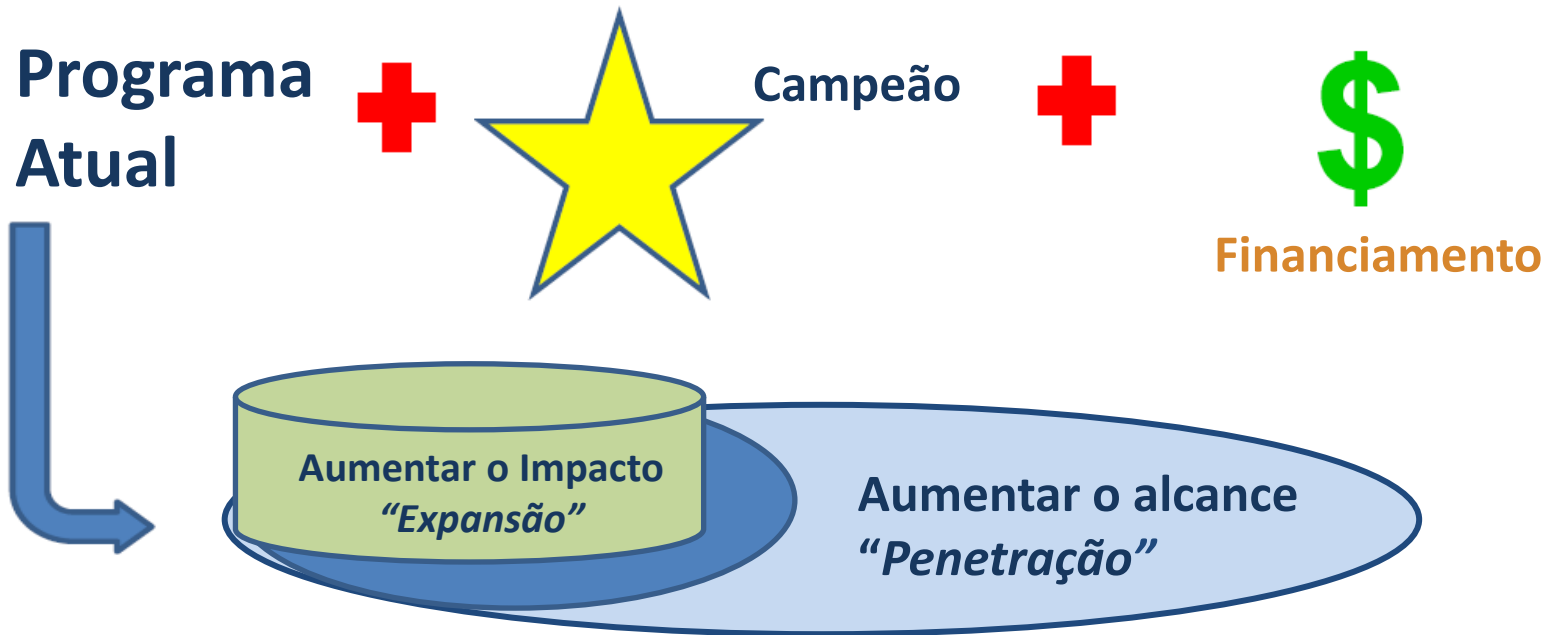 Programa
Atual
Campeão
$
Financiamento
Aumentar o Impacto
“Expansão”
Aumentar o alcance
“Penetração”